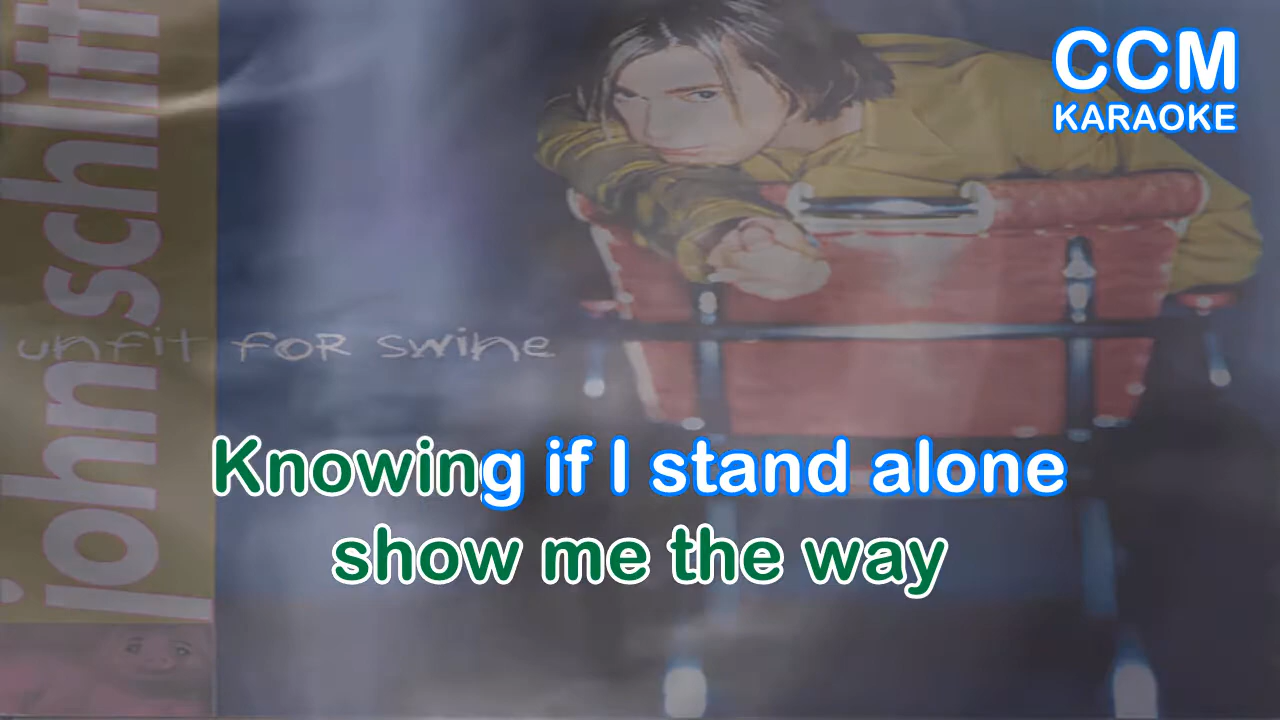 CCM
KARAOKE
john schlitt
unfit for swine
Knowing if I stand alone
show me the way